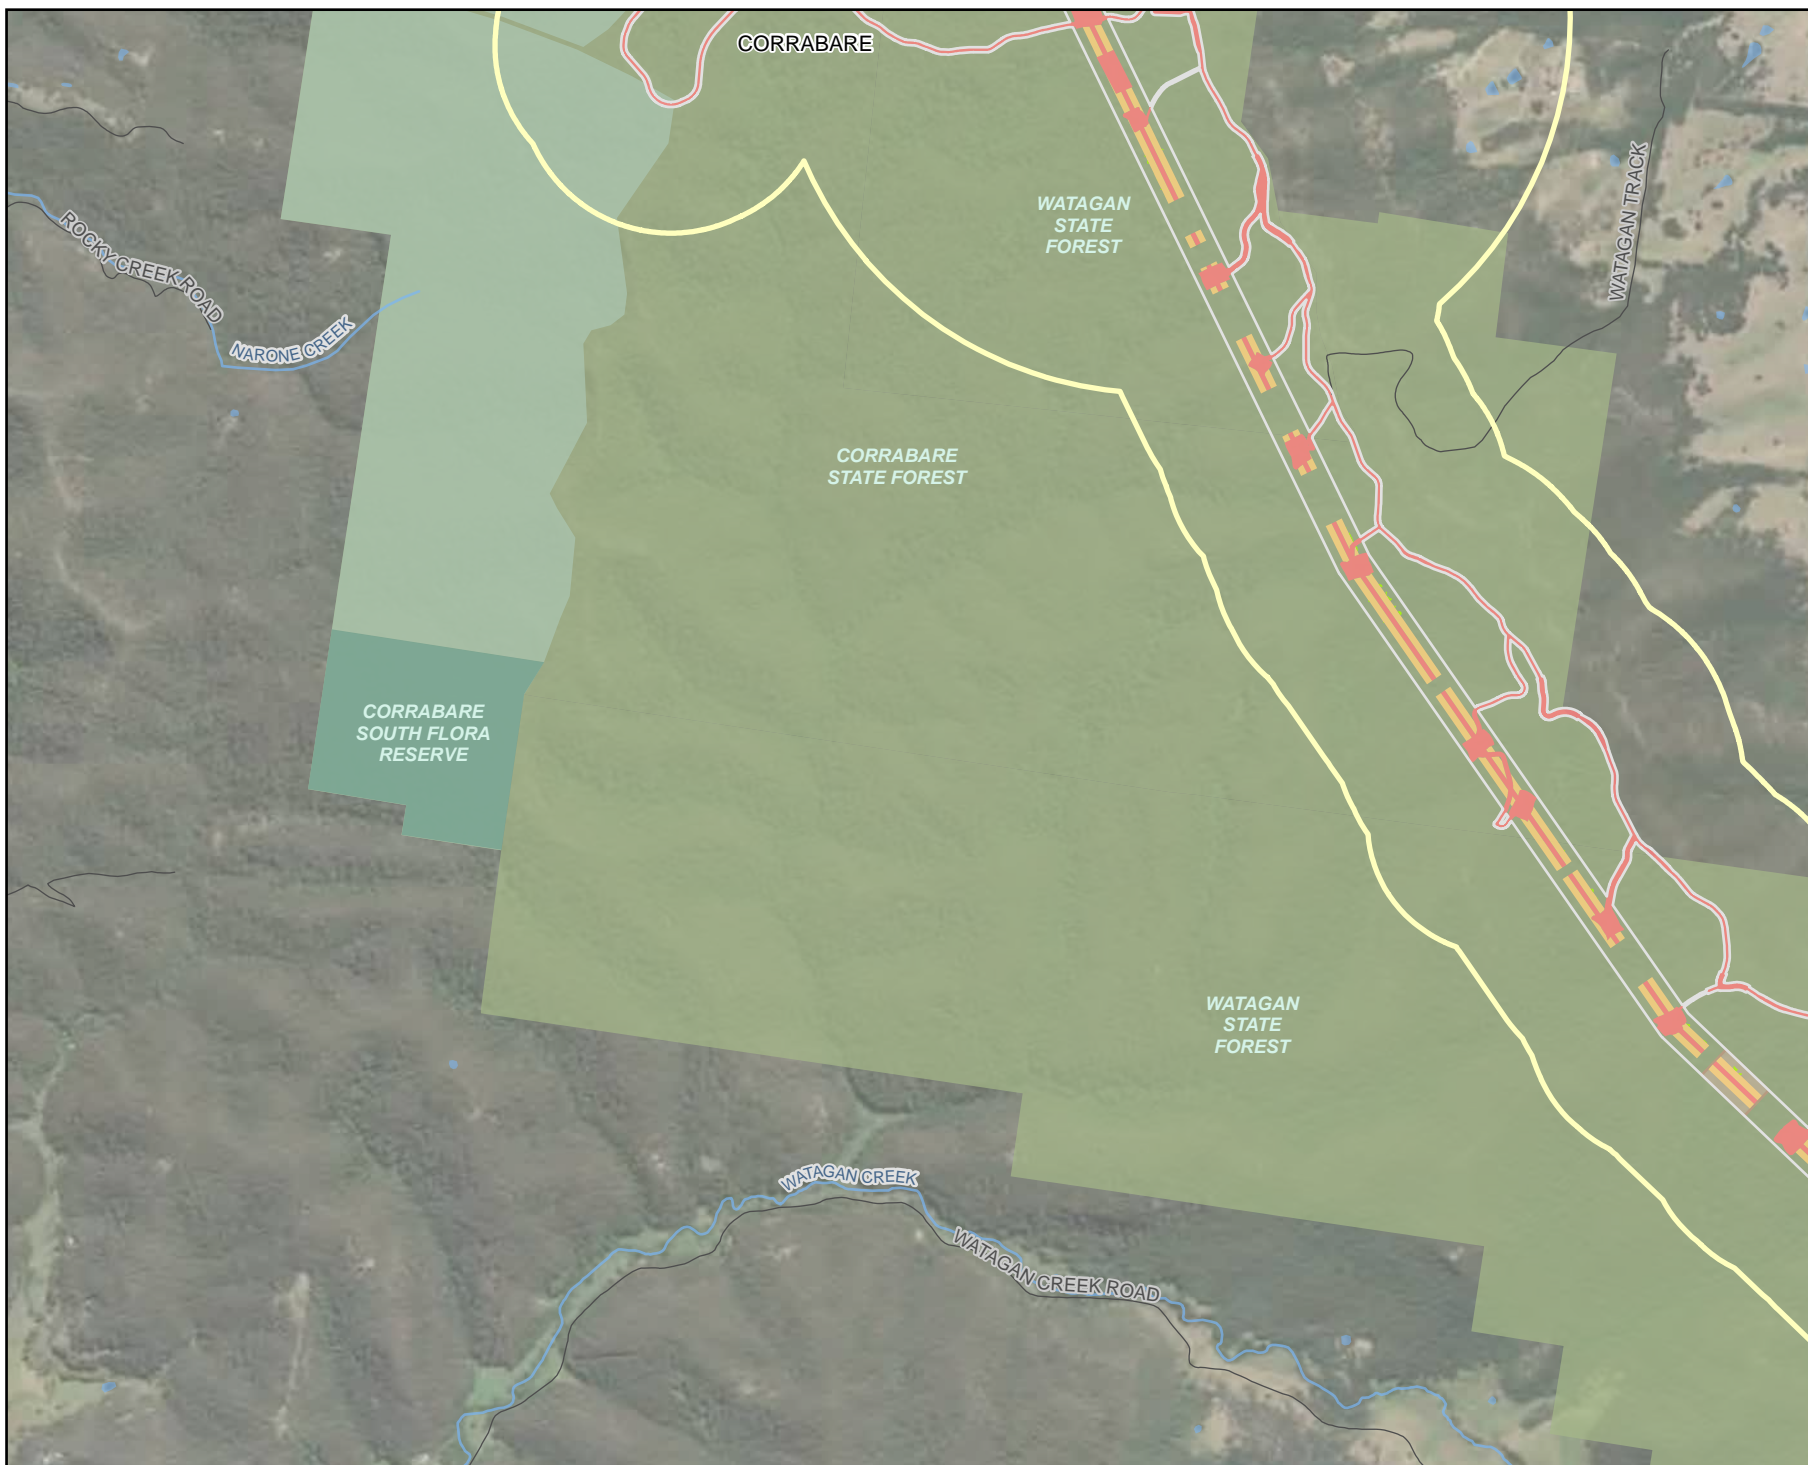 CORRABARE
WATAGAN
STATE
FOREST
WATAGAN TRACK
ROCKY CREEK ROAD
NARONE CREEK
CORRABARE
STATE FOREST
CORRABARE
SOUTH FLORA
RESERVE
WATAGAN
STATE
FOREST
WATAGAN CREEK
WATAGAN CREEK ROAD